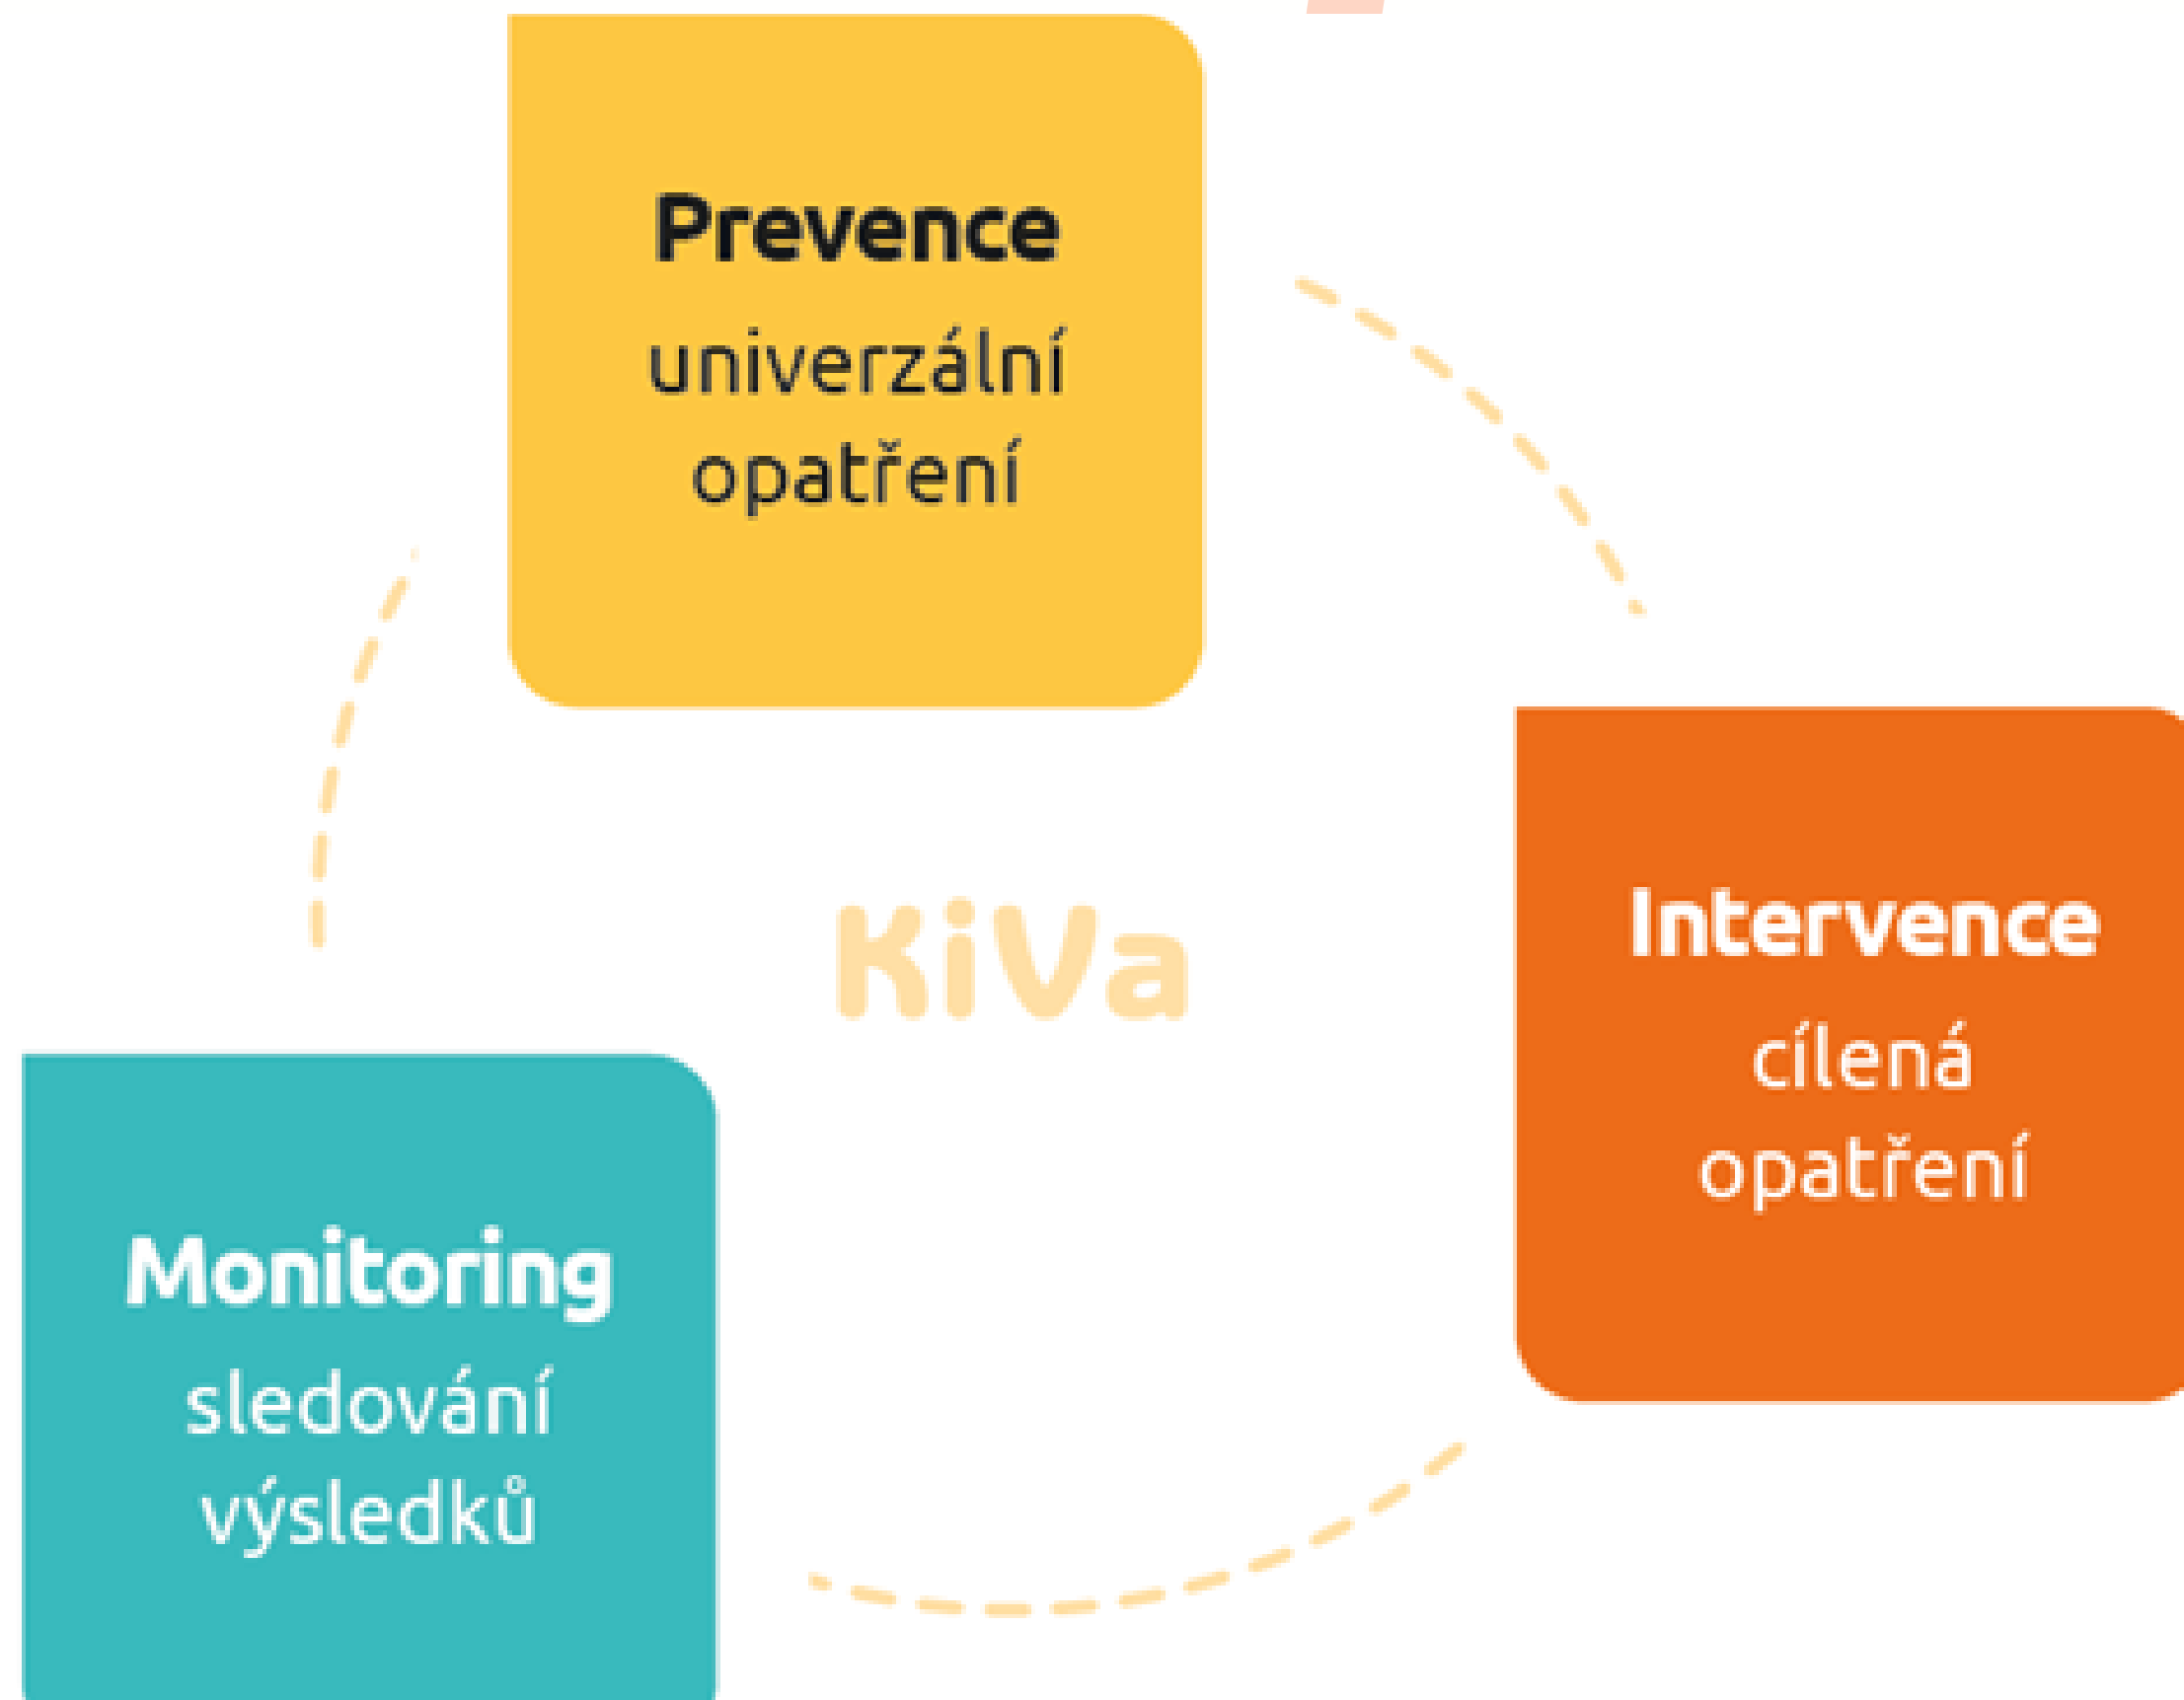 Prevence
univerzální
opatření
KiVa
Intervence
cílená
opatření
Monitoring
sledování
výsledků